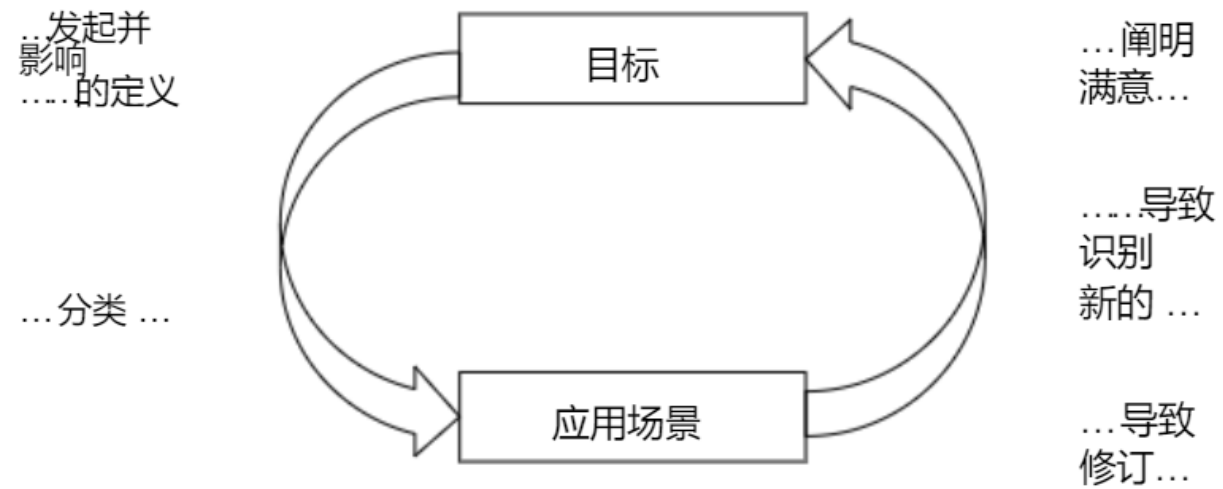 …发起并
影响
……的定义
…分类 …
目标
应用场景
…阐明
满意…
……导致
识别
新的 …
…导致
修订…